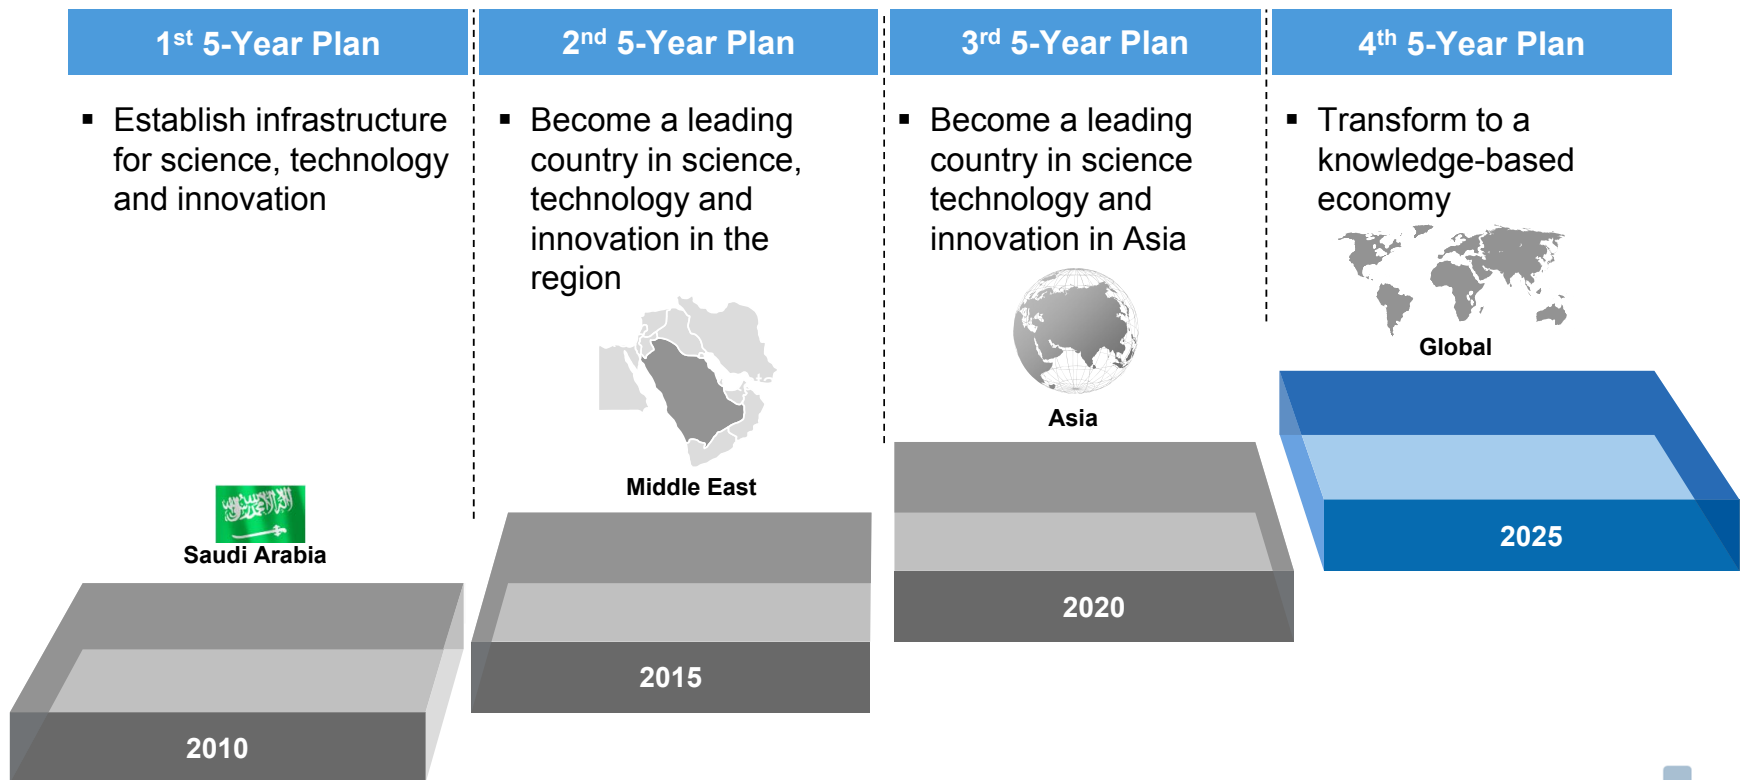 1st 5-Year Plan
2nd 5-Year Plan
3rd 5-Year Plan
4th 5-Year Plan
▪ Establish infrastructure
for science, technology
and innovation
▪ Become a leading
country in science,
technology and
innovation in the
region
▪ Become a leading
country in science
technology and
innovation in Asia
▪ Transform to a
knowledge-based
economy
Saudi Arabia
Middle East
Asia
Global
2010
2015
2020
2025